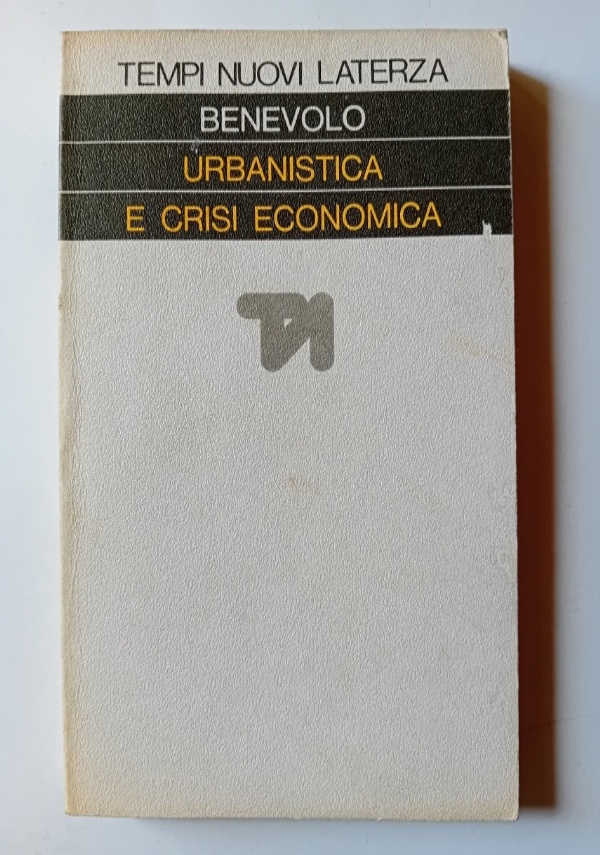 TEMPI NUOVI LATERZA
BENEVOLO
URBANISTICA
E CRISI ECONOMICA